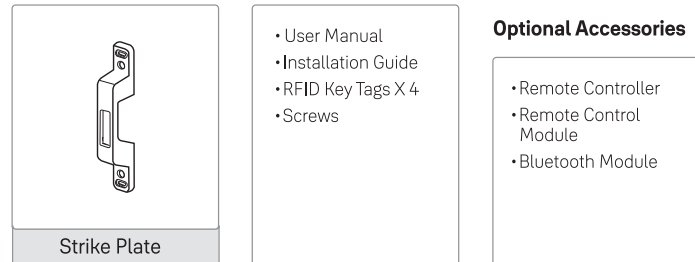 Strike Plate
• User Manual
• Installation Guide
• RFID Key Tags X 4
• Screws
Optional Accessories
• Remote Controller
• Remote Control
Module
• Bluetooth Module